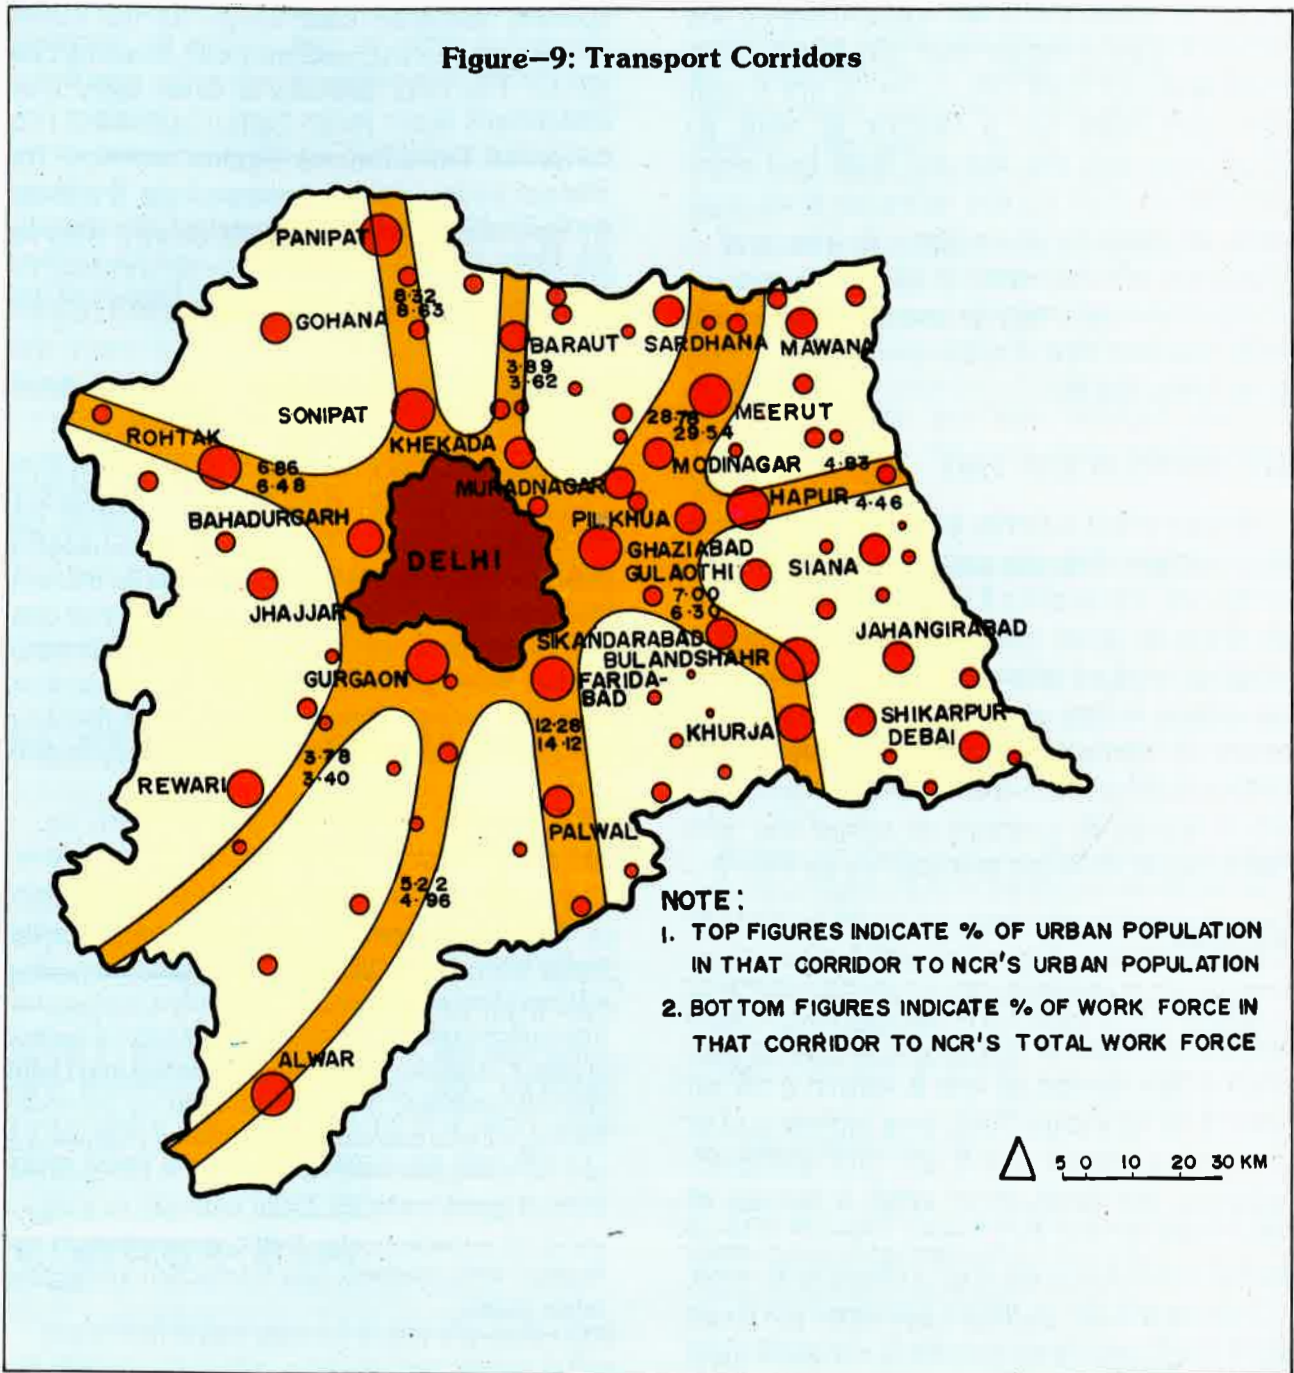 Figure—9: Transport Corridors
PANIPAT
8·32
8·63
GOHANA
BARAUT
SARDHANA
MAWANA
3·89
3·62
SONIPAT
28·78
29·54
MEERUT
ROHTAK
KHEKADA
6·86
6·48
MODINAGAR
4·83
MURADNAGAR
HAPUR
4·46
BAHADURGARH
PILKHUA
DELHI
GHAZIABAD
GULAOTHI
SIANA
7·00
6·30
JHAJJAR
SIKANDARABAD
JAHANGIRABAD
BULANDSHAHR
GURGAON
FARIDA-
BAD
12·28
14·12
KHURJA
SHIKARPUR
DEBAI
3·78
3·40
REWARI
PALWAL
5·22
4·96
ALWAR
NOTE:
1. TOP FIGURES INDICATE % OF URBAN POPULATION
IN THAT CORRIDOR TO NCR'S URBAN POPULATION
2. BOTTOM FIGURES INDICATE % OF WORK FORCE IN
THAT CORRIDOR TO NCR'S TOTAL WORK FORCE
5 0 10 20 30 KM